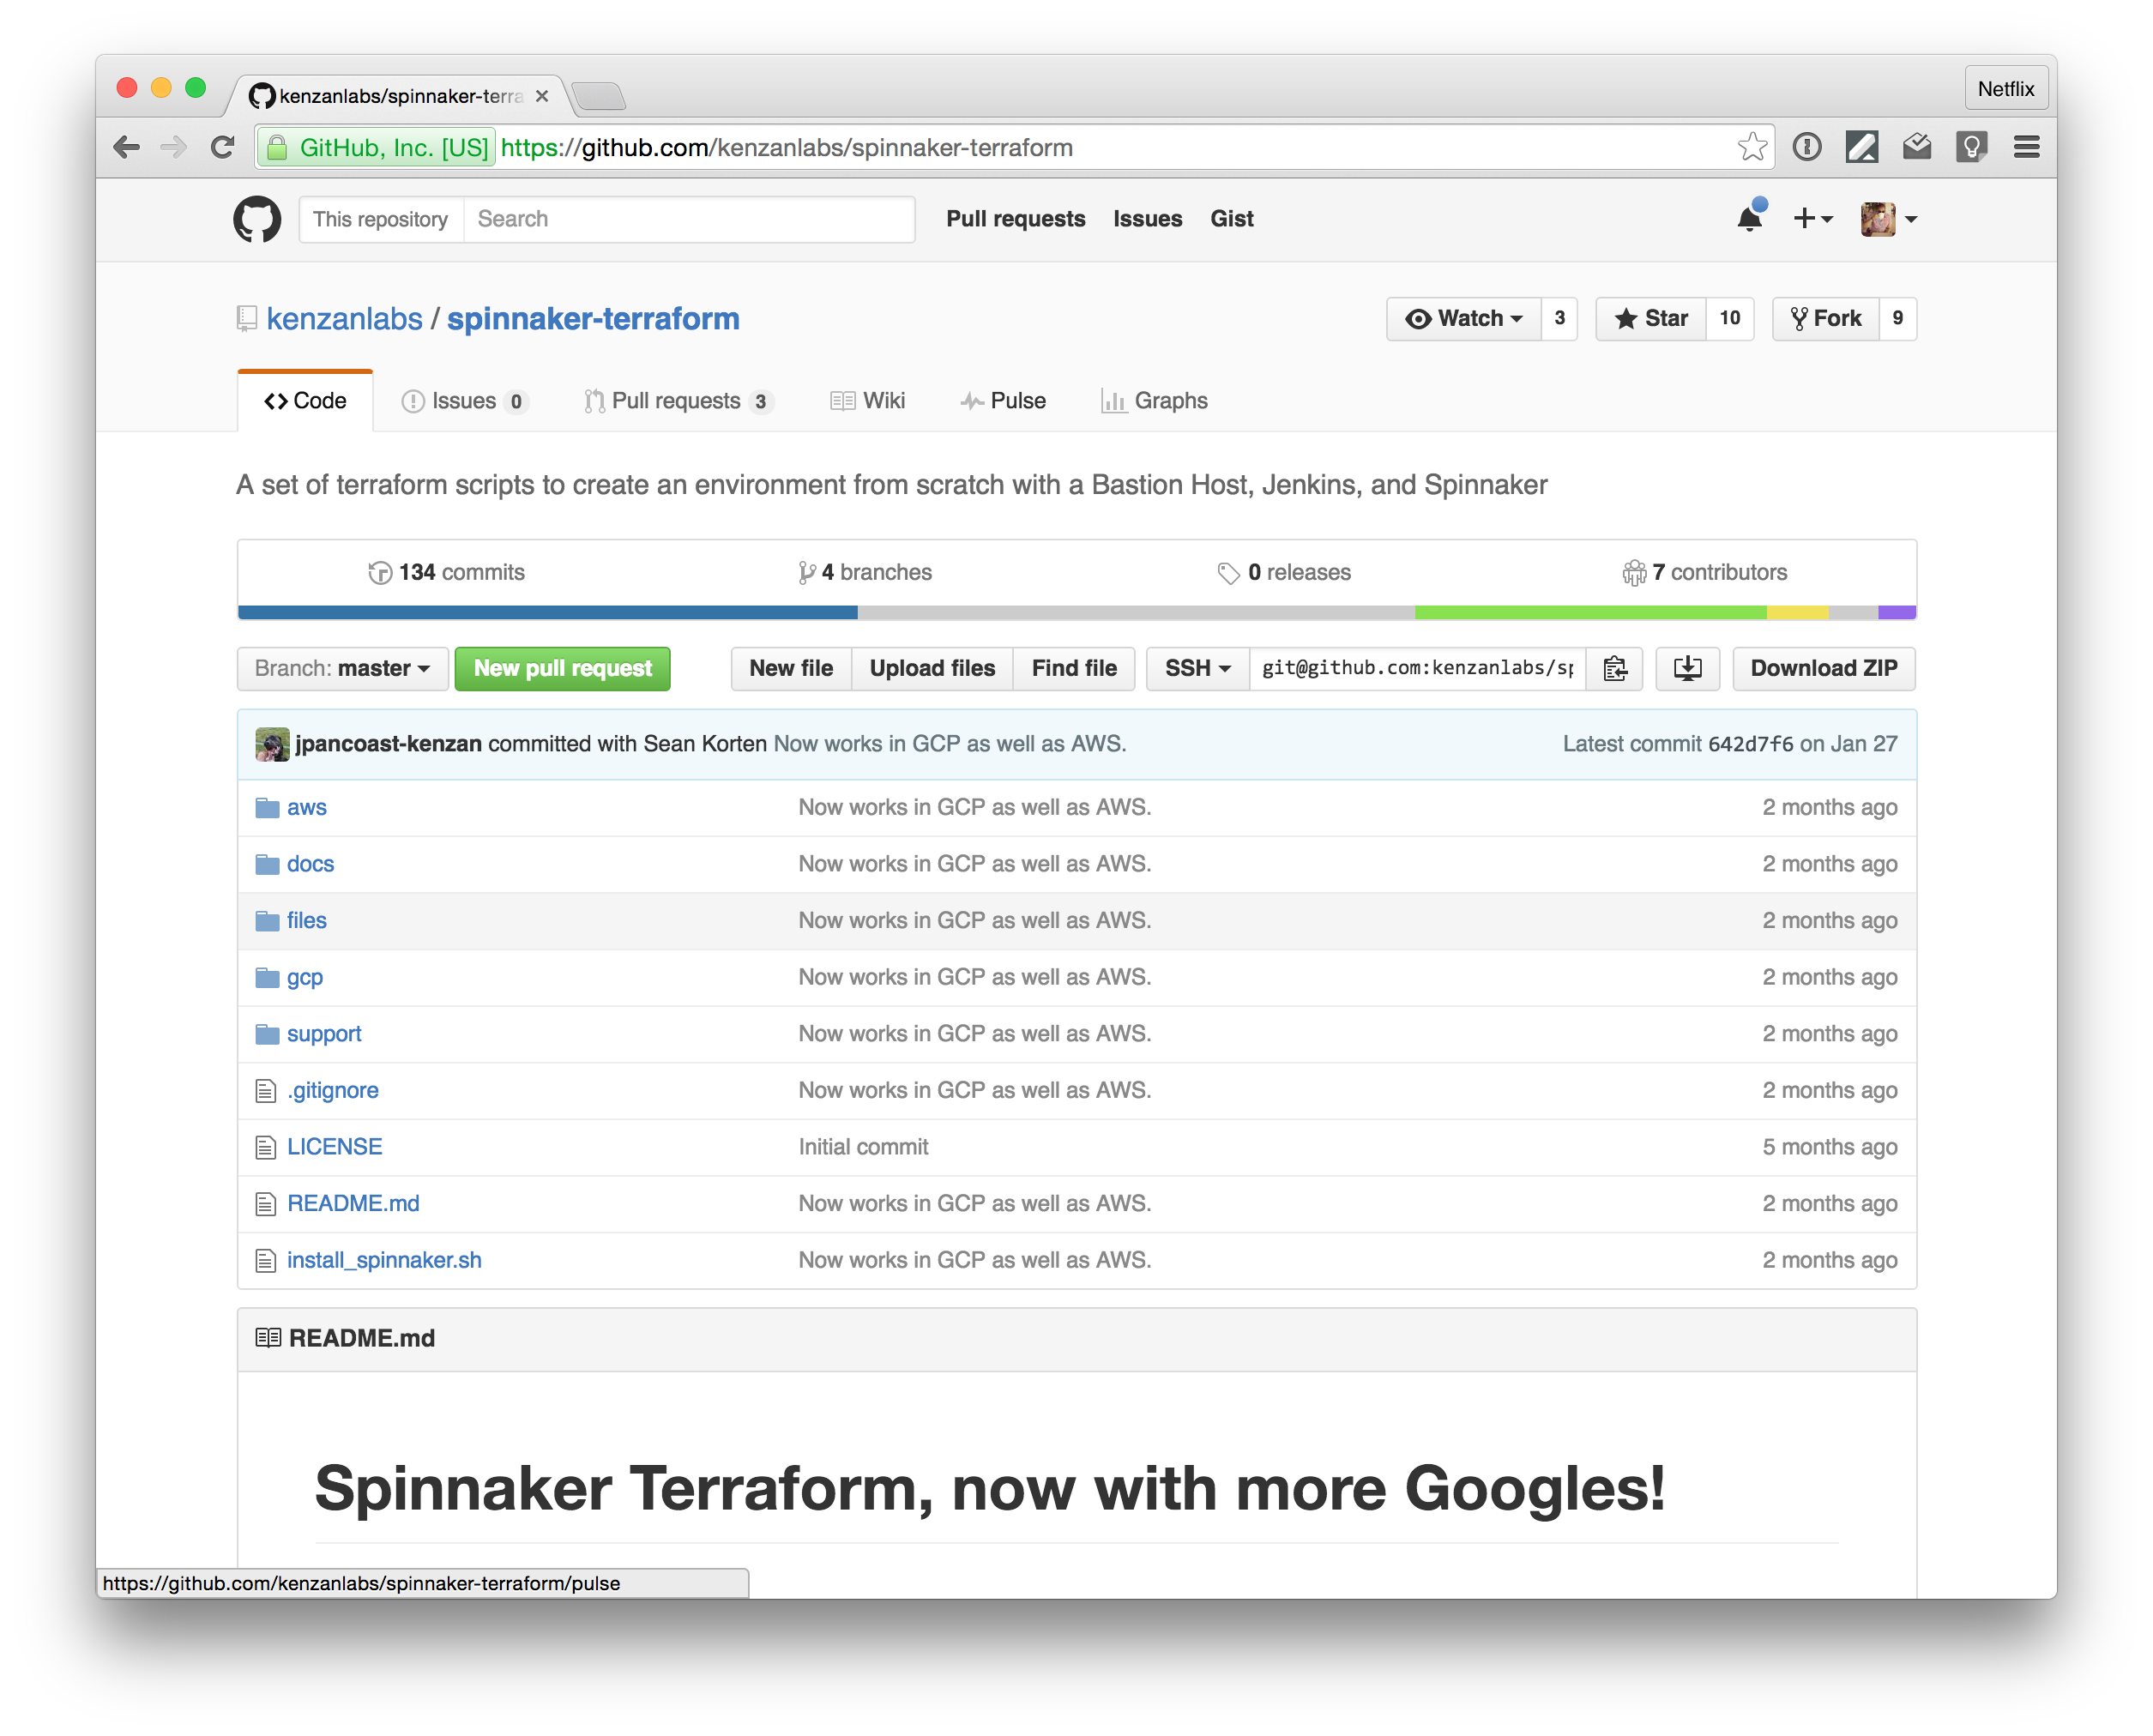 kenzanlabs/spinnaker-terra
Netflix
GitHub, Inc. [US] https://github.com/kenzanlabs/spinnaker-terraform
This repository Search Pull requests Issues Gist
kenzanlabs / spinnaker-terraform Watch 3 Star 10 Fork 9
Code Issues 0 Pull requests 3 Wiki Pulse Graphs
A set of terraform scripts to create an environment from scratch with a Bastion Host, Jenkins, and Spinnaker
134 commits 4 branches 0 releases 7 contributors
Branch: master New pull request New file Upload files Find file SSH git@github.com:kenzanlabs/sp Download ZIP
jpancoast-kenzan committed with Sean Korten Now works in GCP as well as AWS. Latest commit 642d7f6 on Jan 27
aws Now works in GCP as well as AWS. 2 months ago
docs Now works in GCP as well as AWS. 2 months ago
files Now works in GCP as well as AWS. 2 months ago
gcp Now works in GCP as well as AWS. 2 months ago
support Now works in GCP as well as AWS. 2 months ago
.gitignore Now works in GCP as well as AWS. 2 months ago
LICENSE Initial commit 5 months ago
README.md Now works in GCP as well as AWS. 2 months ago
install_spinnaker.sh Now works in GCP as well as AWS. 2 months ago
README.md
Spinnaker Terraform, now with more Googles!
https://github.com/kenzanlabs/spinnaker-terraform/pulse